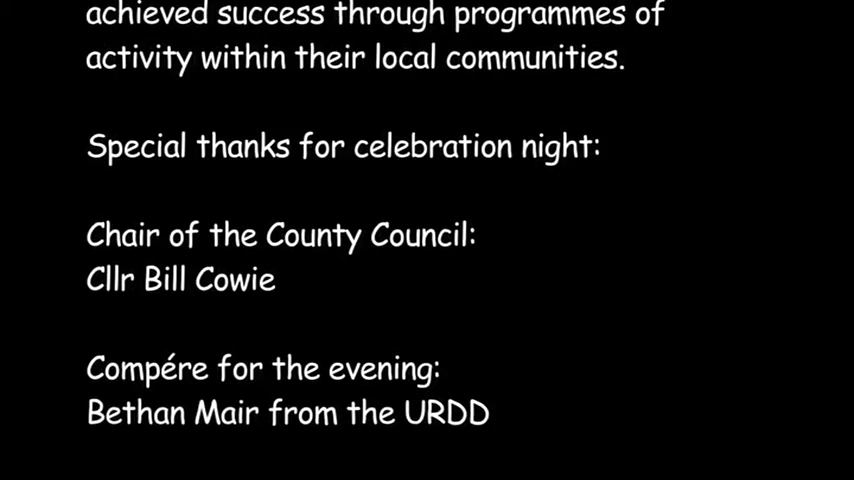 achieved success through programmes of
activity within their local communities.
Special thanks for celebration night:
Chair of the County Council:
Cllr Bill Cowie
Compére for the evening:
Bethan Mair from the URDD